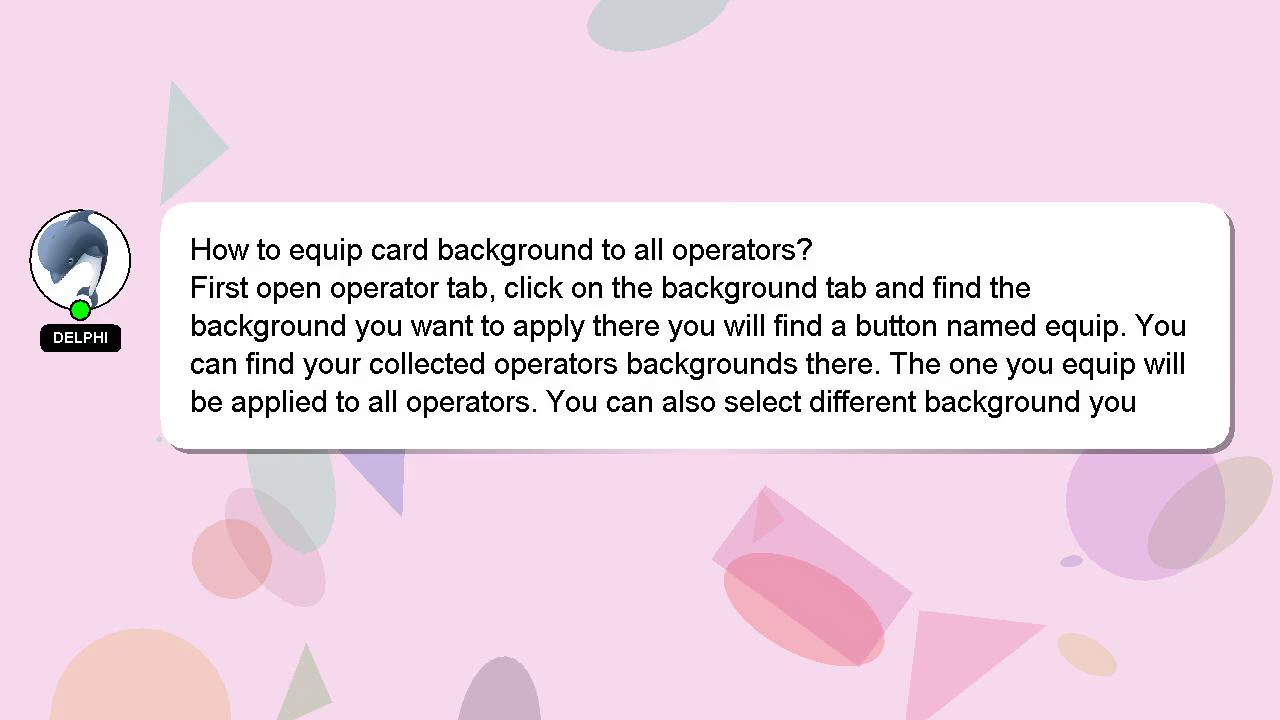 How to equip card background to all operators?
First open operator tab, click on the background tab and find the
background you want to apply there you will find a button named equip. You
can find your collected operators backgrounds there. The one you equip will
be applied to all operators. You can also select different background you
DELPHI